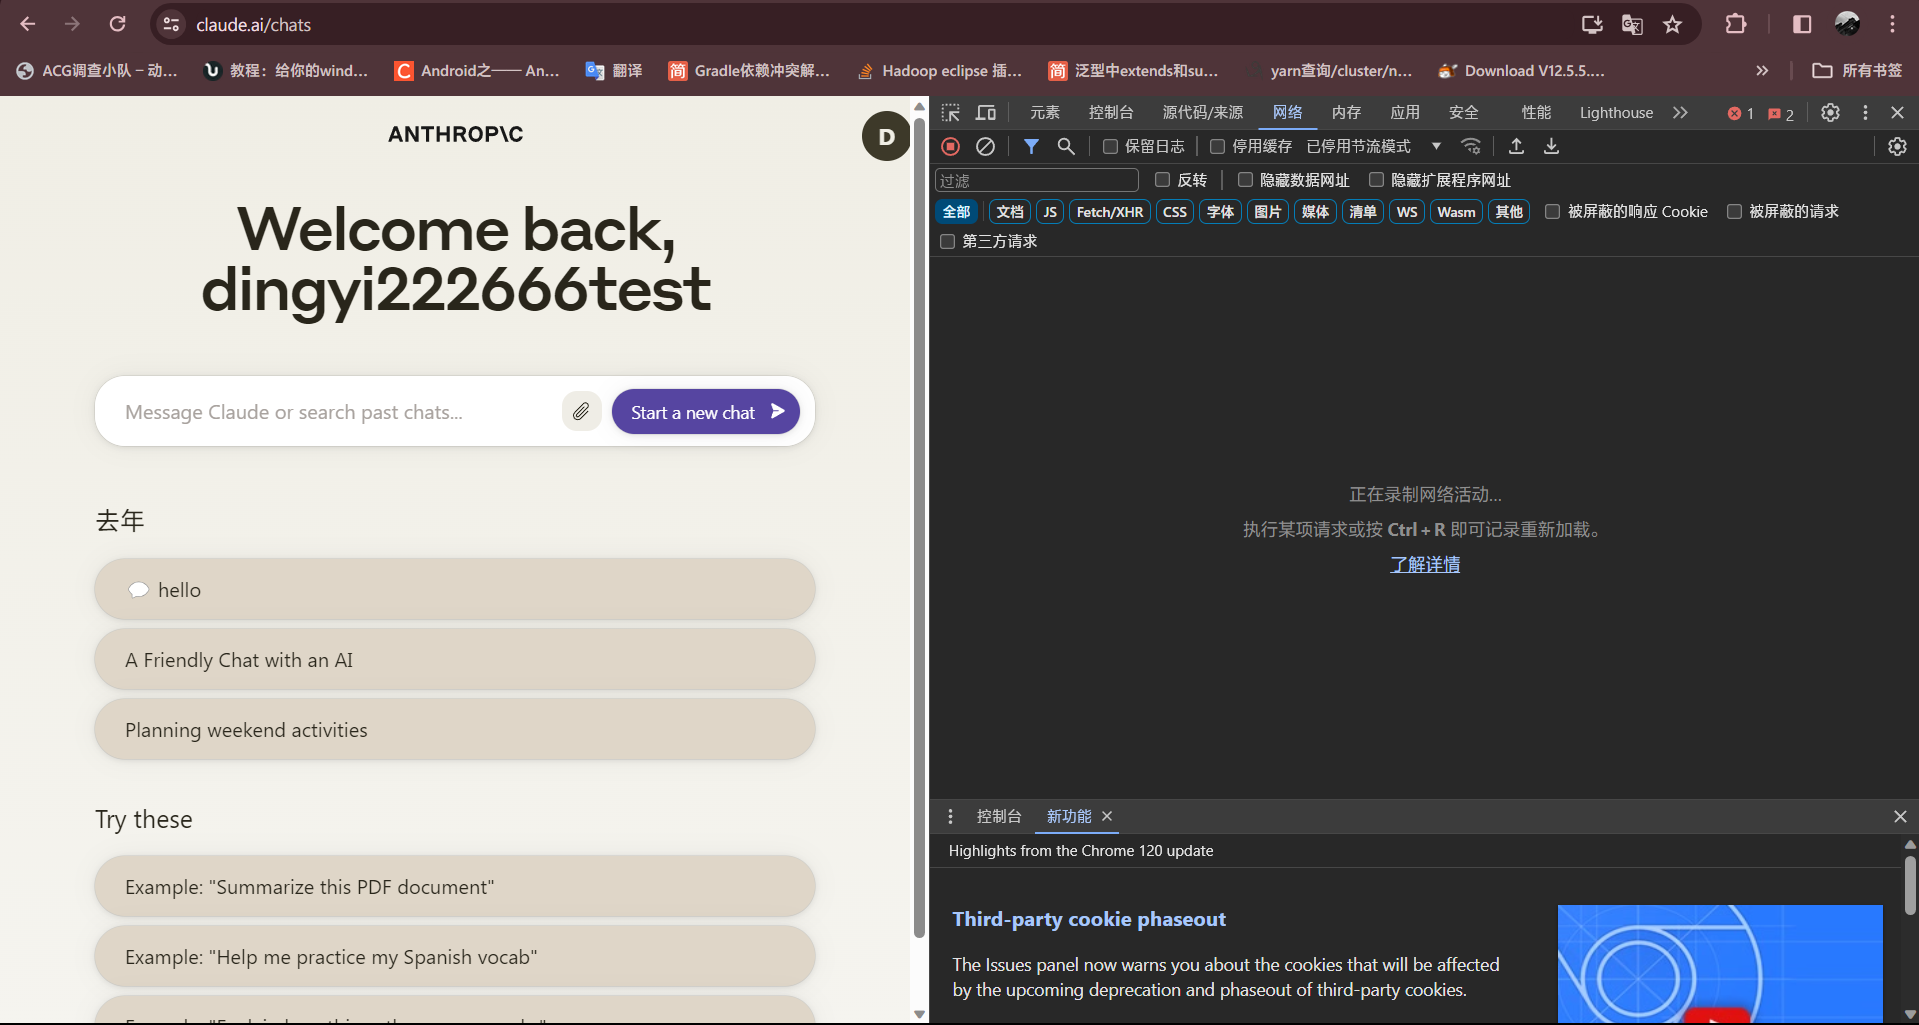 claude.ai/chats
ACG调查小队 – 动...
教程：给你的wind...
Android之—— An...
翻译
Gradle依赖冲突解...
Hadoop eclipse 插...
泛型中extends和su...
yarn查询/cluster/n...
Download V12.5.5....
所有书签
ANTHROP\C
D
Welcome back,
dingyi222666test
Message Claude or search past chats...
Start a new chat
去年
hello
A Friendly Chat with an AI
Planning weekend activities
Try these
Example: "Summarize this PDF document"
Example: "Help me practice my Spanish vocab"
元素 控制台 源代码/来源 网络 内存 应用 安全 性能 Lighthouse 1 2
保留日志 停用缓存 已停用节流模式
过滤 反转 隐藏数据网址 隐藏扩展程序网址
全部 文档 JS Fetch/XHR CSS 字体 图片 媒体 清单 WS Wasm 其他 被屏蔽的响应 Cookie 被屏蔽的请求
第三方请求
正在录制网络活动...
执行某项请求或按 Ctrl + R 即可记录重新加载。
了解详情
控制台 新功能
Highlights from the Chrome 120 update
Third-party cookie phaseout
The Issues panel now warns you about the cookies that will be affected
by the upcoming deprecation and phaseout of third-party cookies.